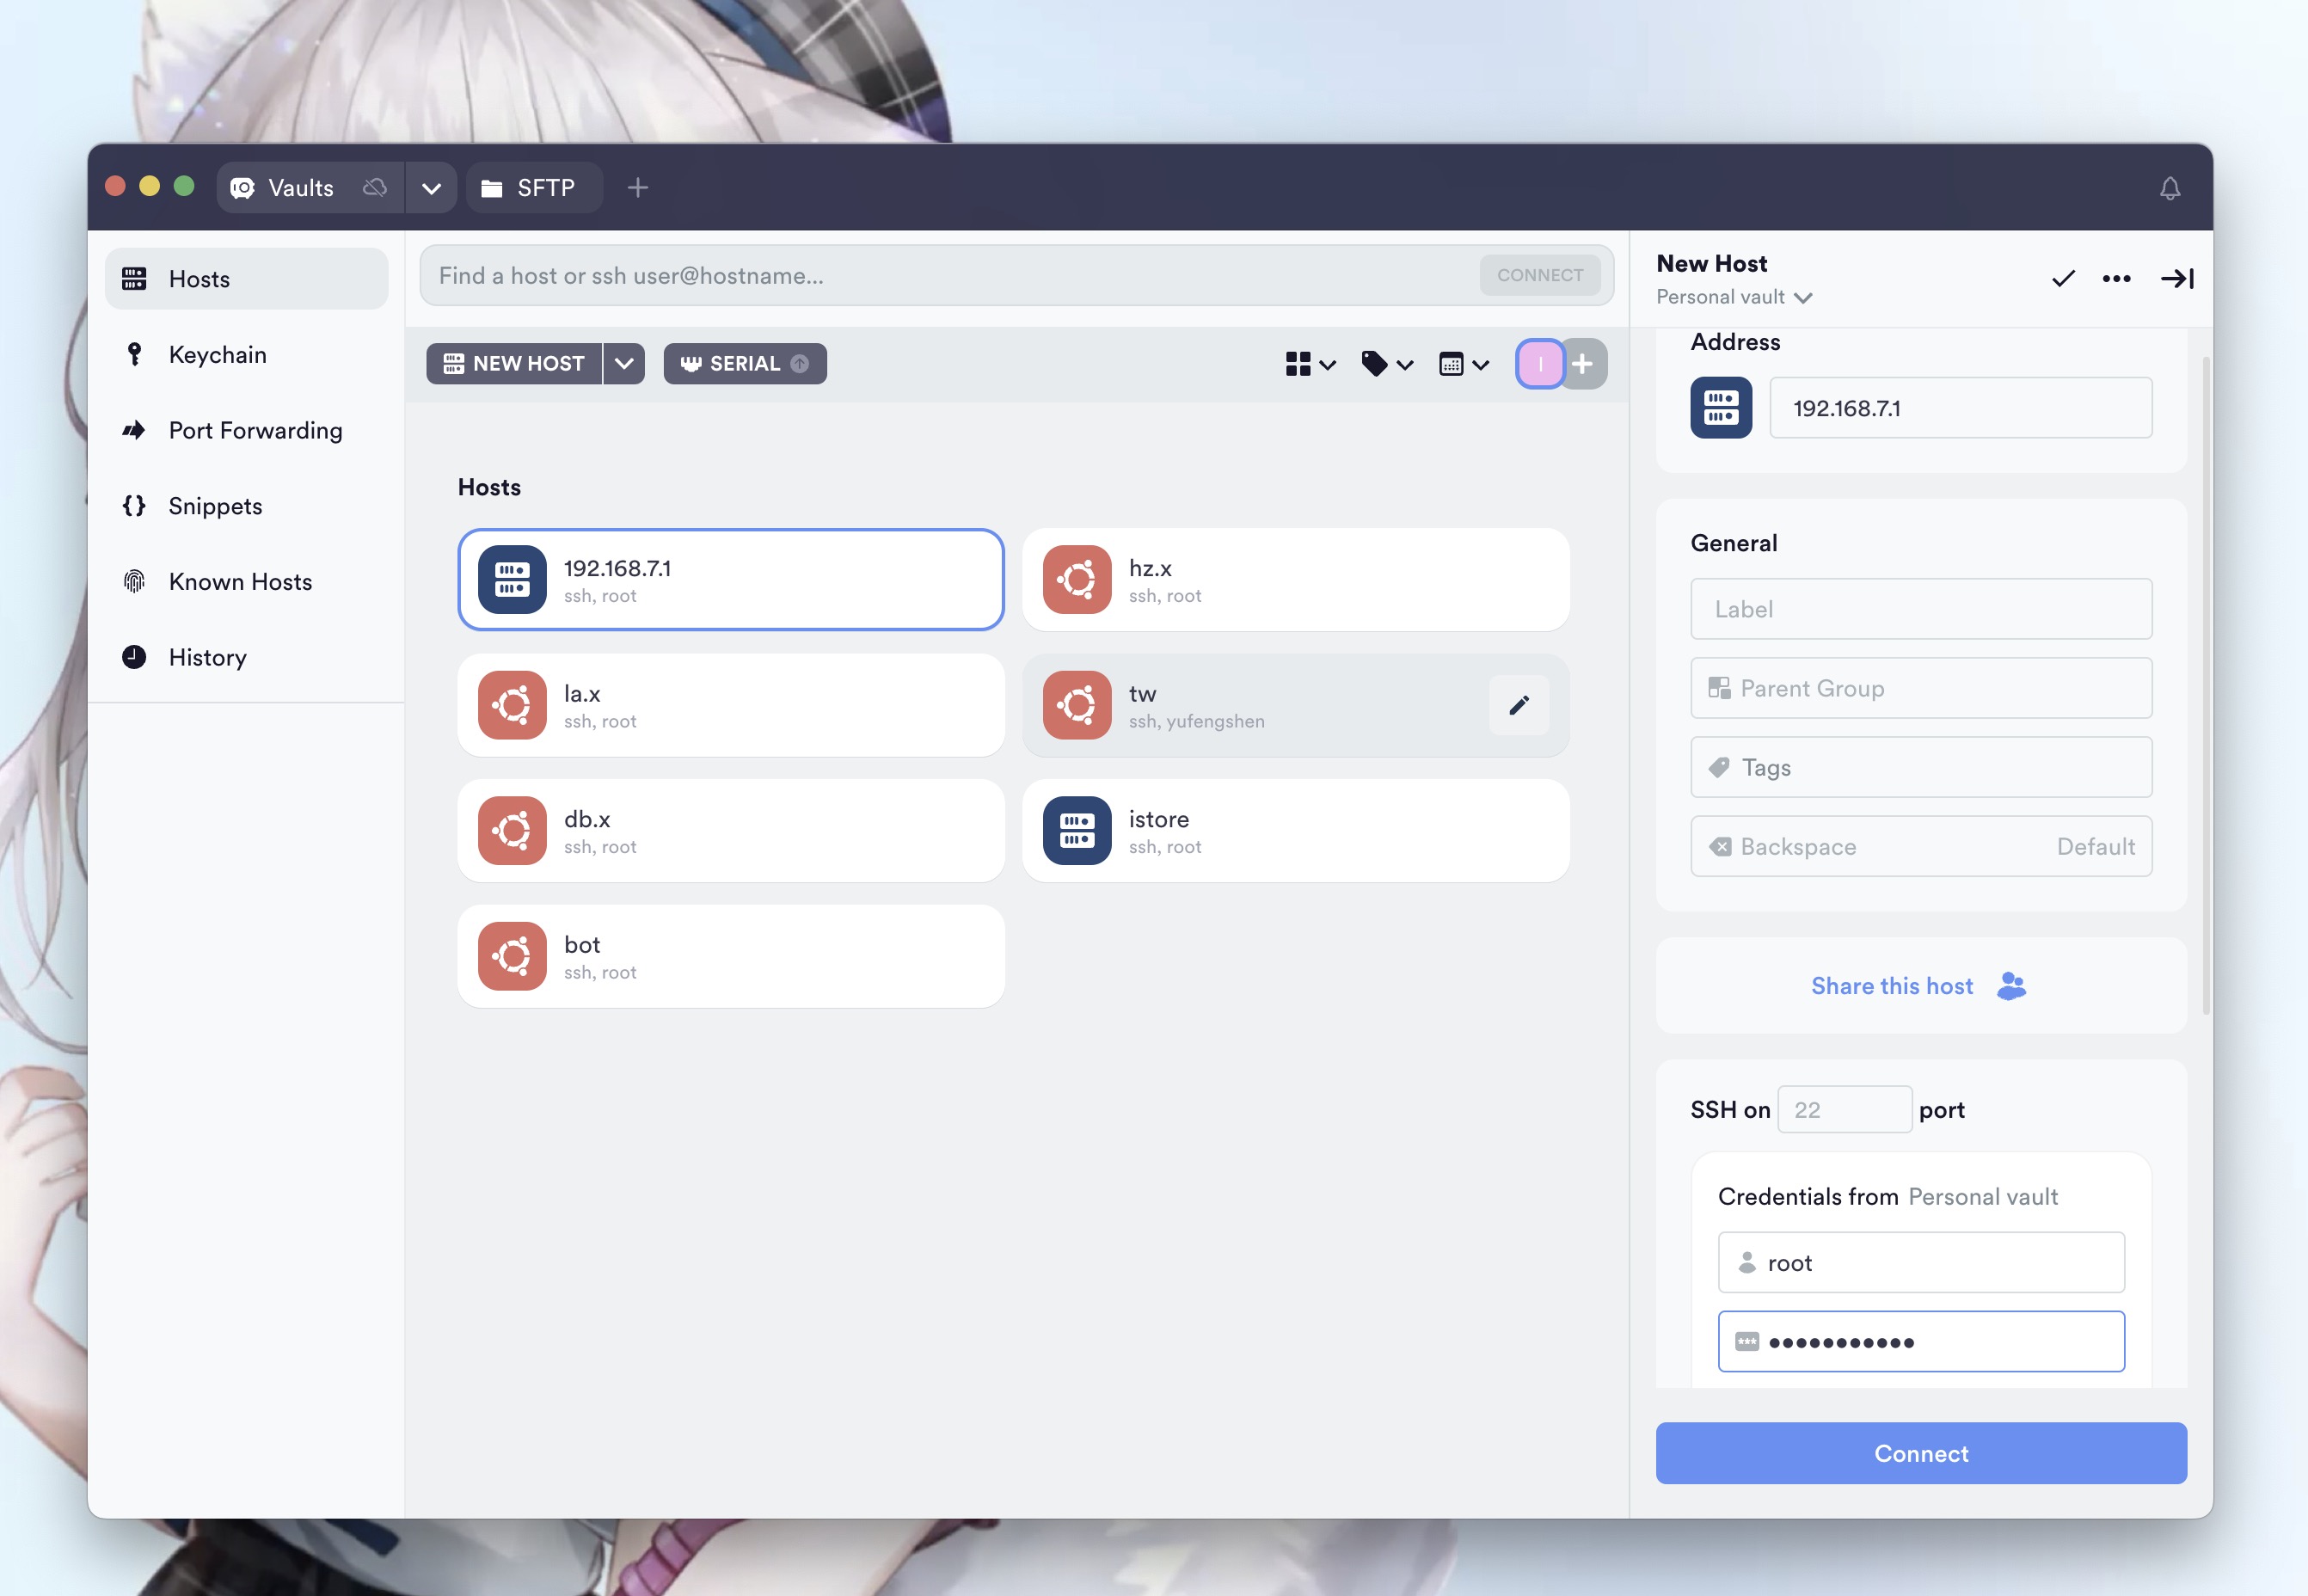 Vaults
SFTP
Hosts
Keychain
Port Forwarding
Snippets
Known Hosts
History
Find a host or ssh user@hostname...
CONNECT
NEW HOST
SERIAL
I
Hosts
192.168.7.1
ssh, root
hz.x
ssh, root
la.x
ssh, root
tw
ssh, yufengshen
db.x
ssh, root
istore
ssh, root
bot
ssh, root
New Host
Personal vault
Address
192.168.7.1
General
Label
Parent Group
Tags
Backspace Default
Share this host
SSH on 22 port
Credentials from Personal vault
root
•••••••••••
Connect